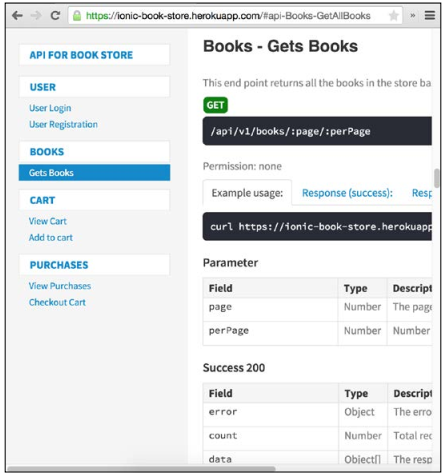 https://ionic-book-store.herokuapp.com/#api-Books-GetAllBooks
API FOR BOOK STORE
USER
User Login
User Registration
BOOKS
Gets Books
CART
View Cart
Add to cart
PURCHASES
View Purchases
Checkout Cart
Books - Gets Books
This end point returns all the books in the store ba
GET
/api/v1/books/:page/:perPage
Permission: none
Example usage: Response (success): Resp
curl https://ionic-book-store.herokuapp
Parameter
Field Type Descript
page Number The page
perPage Number Number
Success 200
Field Type Descript
error Object The erro
count Number Total rec
data Object[] The resp